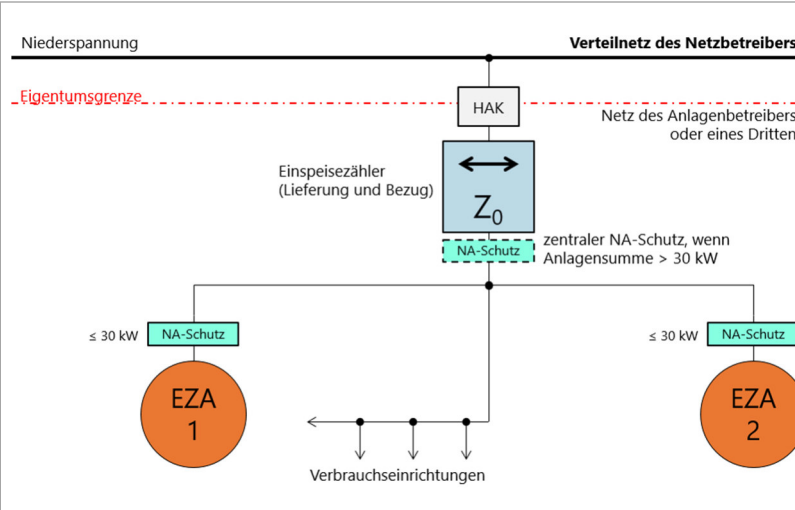 Niederspannung
Verteilnetz des Netzbetreibers
Eigentumsgrenze
HAK
Netz des Anlagenbetreibers
oder eines Dritten
Einspeisezähler
(Lieferung und Bezug)
Z0
NA-Schutz
zentraler NA-Schutz, wenn
Anlagensumme > 30 kW
≤ 30 kW
NA-Schutz
≤ 30 kW
NA-Schutz
EZA
1
EZA
2
Verbrauchseinrichtungen